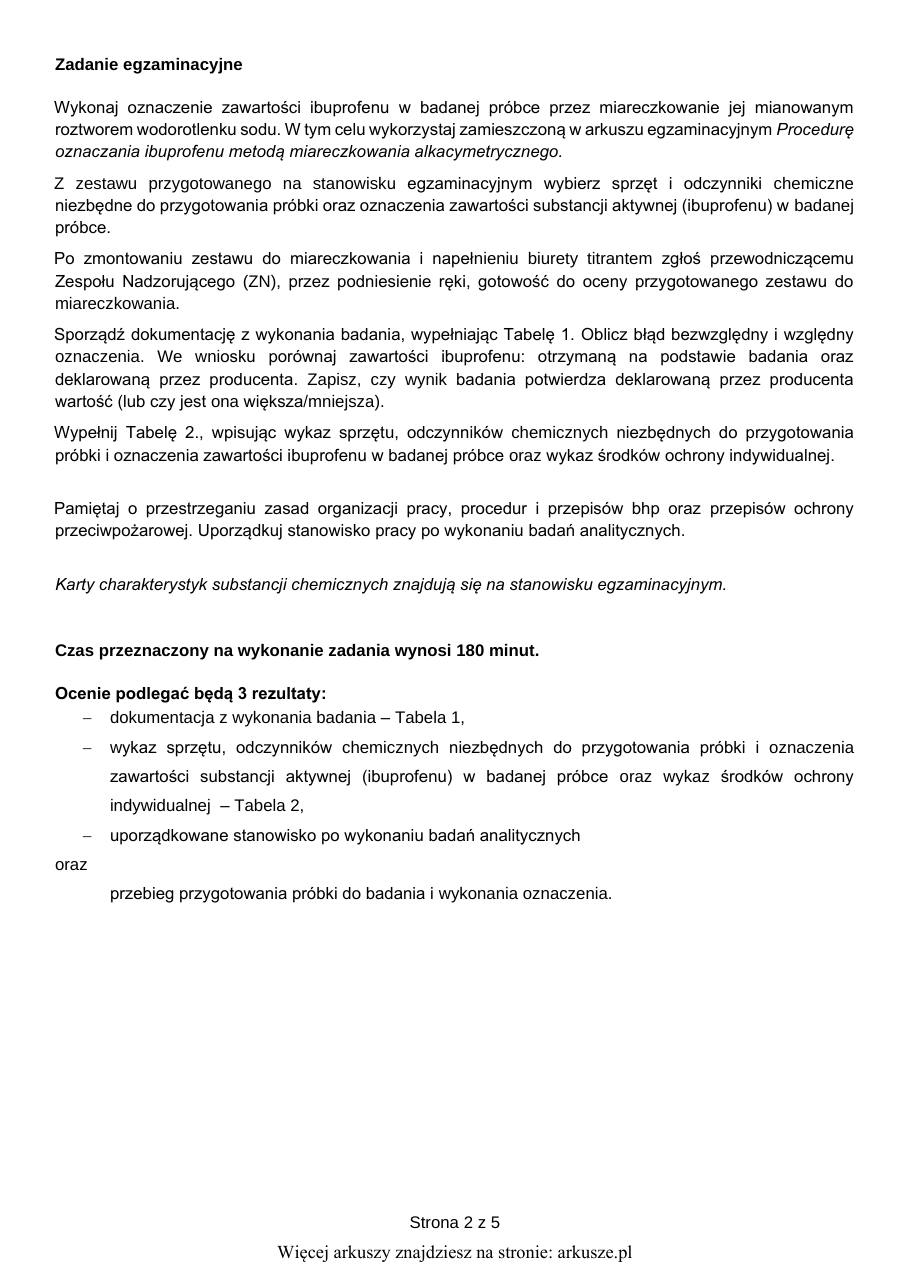 Zadanie egzaminacyjne
Wykonaj oznaczenie zawartości ibuprofenu w badanej próbce przez miareczkowanie jej mianowanym
roztworem wodorotlenku sodu. W tym celu wykorzystaj zamieszczoną w arkuszu egzaminacyjnym Procedurę
oznaczania ibuprofenu metodą miareczkowania alkacymetrycznego.
Z zestawu przygotowanego na stanowisku egzaminacyjnym wybierz sprzęt i odczynniki chemiczne
niezbędne do przygotowania próbki oraz oznaczenia zawartości substancji aktywnej (ibuprofenu) w badanej
próbce.
Po zmontowaniu zestawu do miareczkowania i napełnieniu biurety titrantem zgłoś przewodniczącemu
Zespołu Nadzorującego (ZN), przez podniesienie ręki, gotowość do oceny przygotowanego zestawu do
miareczkowania.
Sporządź dokumentację z wykonania badania, wypełniając Tabelę 1. Oblicz błąd bezwzględny i względny
oznaczenia. We wniosku porównaj zawartości ibuprofenu: otrzymaną na podstawie badania oraz
deklarowaną przez producenta. Zapisz, czy wynik badania potwierdza deklarowaną przez producenta
wartość (lub czy jest ona większa/mniejsza).
Wypełnij Tabelę 2., wpisując wykaz sprzętu, odczynników chemicznych niezbędnych do przygotowania
próbki i oznaczenia zawartości ibuprofenu w badanej próbce oraz wykaz środków ochrony indywidualnej.
Pamiętaj o przestrzeganiu zasad organizacji pracy, procedur i przepisów bhp oraz przepisów ochrony
przeciwpożarowej. Uporządkuj stanowisko pracy po wykonaniu badań analitycznych.
Karty charakterystyk substancji chemicznych znajdują się na stanowisku egzaminacyjnym.
Czas przeznaczony na wykonanie zadania wynosi 180 minut.
Ocenie podlegać będą 3 rezultaty:
– dokumentacja z wykonania badania – Tabela 1,
– wykaz sprzętu, odczynników chemicznych niezbędnych do przygotowania próbki i oznaczenia
zawartości substancji aktywnej (ibuprofenu) w badanej próbce oraz wykaz środków ochrony
indywidualnej – Tabela 2,
– uporządkowane stanowisko po wykonaniu badań analitycznych
oraz
przebieg przygotowania próbki do badania i wykonania oznaczenia.
Strona 2 z 5
Więcej arkuszy znajdziesz na stronie: arkusze.pl